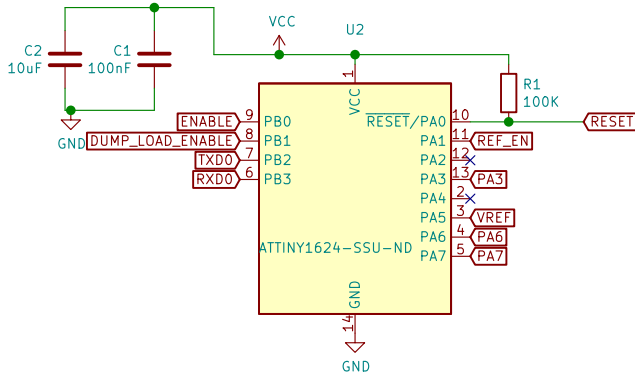 VCC
U2
C2
10uF
C1
100nF
GND
1
VCC
R1
100K
ENABLE
9
PB0
RESET/PA0
10
RESET
DUMP_LOAD_ENABLE
8
PB1
PA1
11
REF_EN
TXD0
7
PB2
PA2
12
RXD0
6
PB3
PA3
13
PA3
PA4
2
PA5
3
VREF
PA6
4
PA6
ATTINY1624-SSU-ND
PA7
5
PA7
GND
14
GND